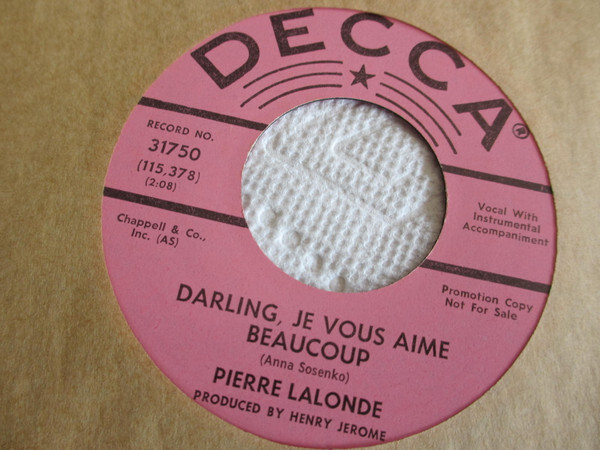 DECCA®
RECORD NO.
31750
(115,378)
(2:08)
Vocal With
Instrumental
Accompaniment
Chappell & Co.,
Inc. (AS)
Promotion Copy
Not For Sale
DARLING, JE VOUS AIME
BEAUCOUP
(Anna Sosenko)
PIERRE LALONDE
PRODUCED BY HENRY JEROME